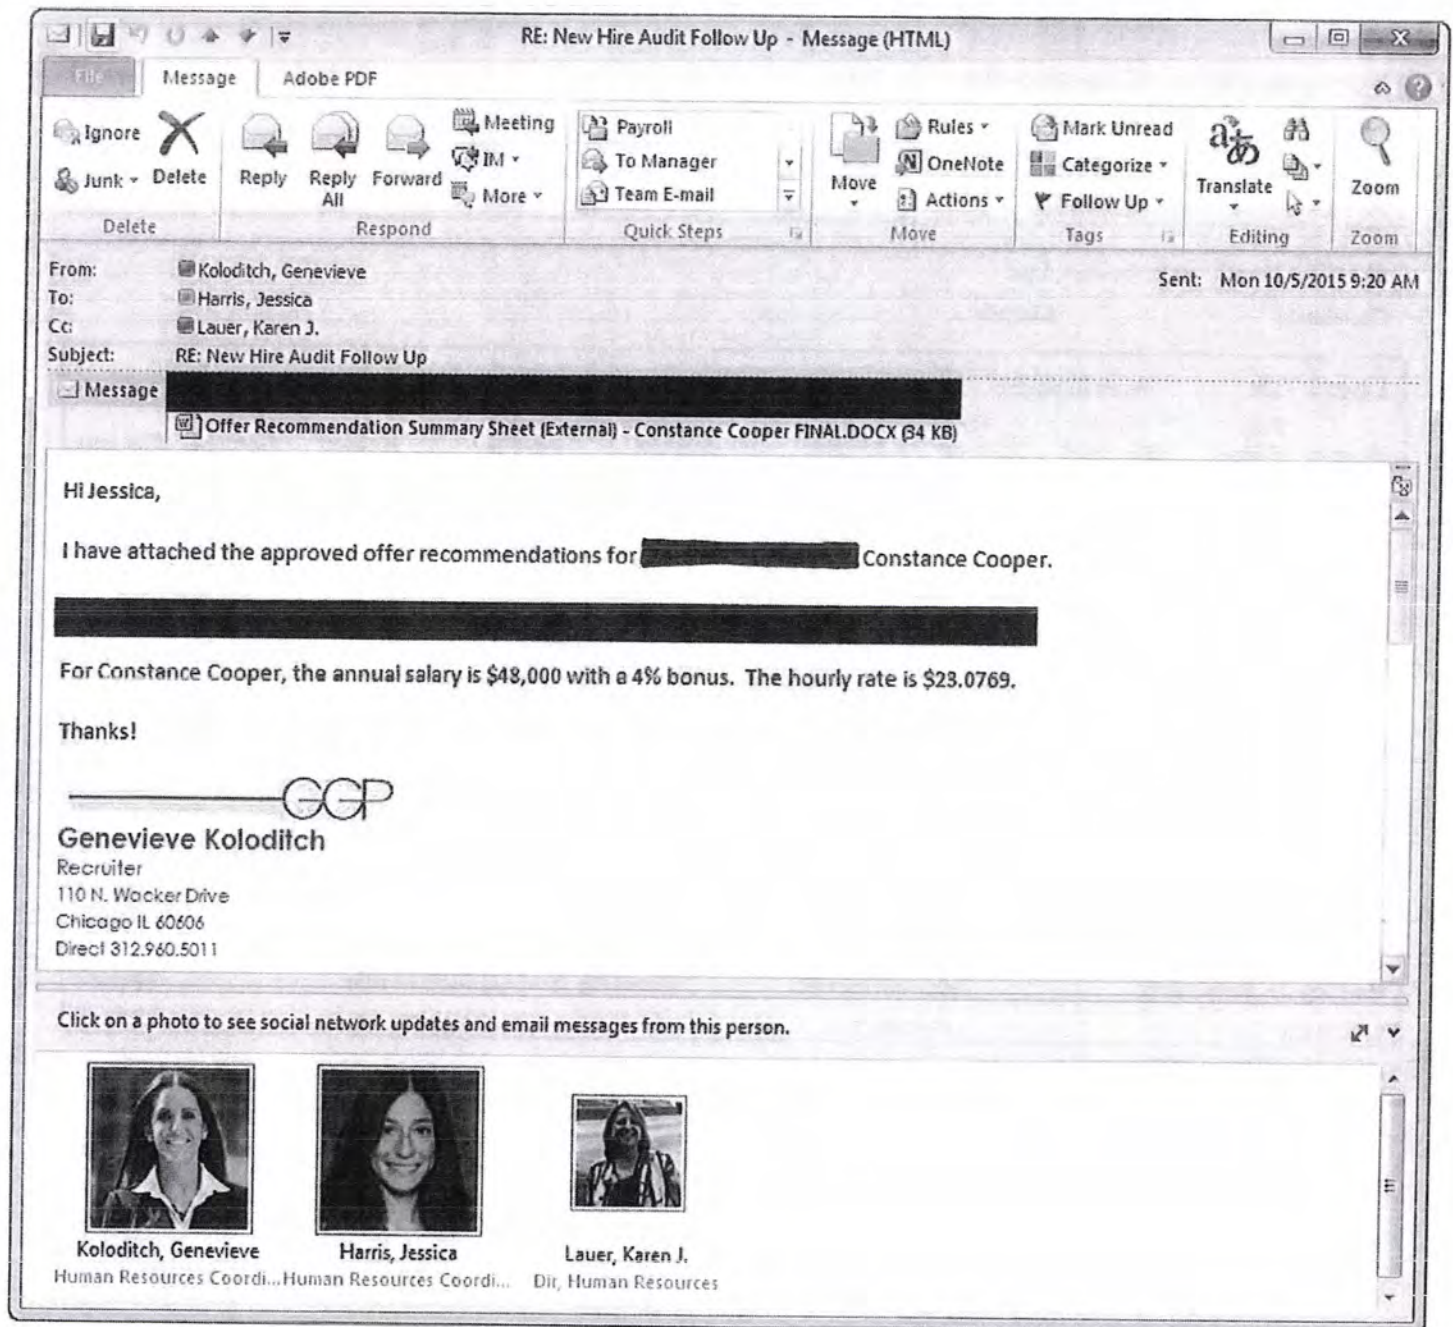 RE: New Hire Audit Follow Up - Message (HTML)
File Message Adobe PDF
Ignore
Junk
Delete
Delete
Reply
Reply All
Forward
Meeting
IM
More
Respond
Payroll
To Manager
Team E-mail
Quick Steps
Move
Rules
OneNote
Actions
Move
Mark Unread
Categorize
Follow Up
Tags
Translate
Editing
Zoom
Zoom
From: Koloditch, Genevieve
Sent: Mon 10/5/2015 9:20 AM
To: Harris, Jessica
Cc: Lauer, Karen J.
Subject: RE: New Hire Audit Follow Up
Message
Offer Recommendation Summary Sheet (External) - Constance Cooper FINAL.DOCX (34 KB)
Hi Jessica,
I have attached the approved offer recommendations for Constance Cooper.
For Constance Cooper, the annual salary is $48,000 with a 4% bonus. The hourly rate is $23.0769.
Thanks!
GGP
Genevieve Koloditch
Recruiter
110 N. Wacker Drive
Chicago IL 60606
Direct 312.960.5011
Click on a photo to see social network updates and email messages from this person.
Koloditch, Genevieve
Human Resources Coordi...
Harris, Jessica
Human Resources Coordi...
Lauer, Karen J.
Dir, Human Resources